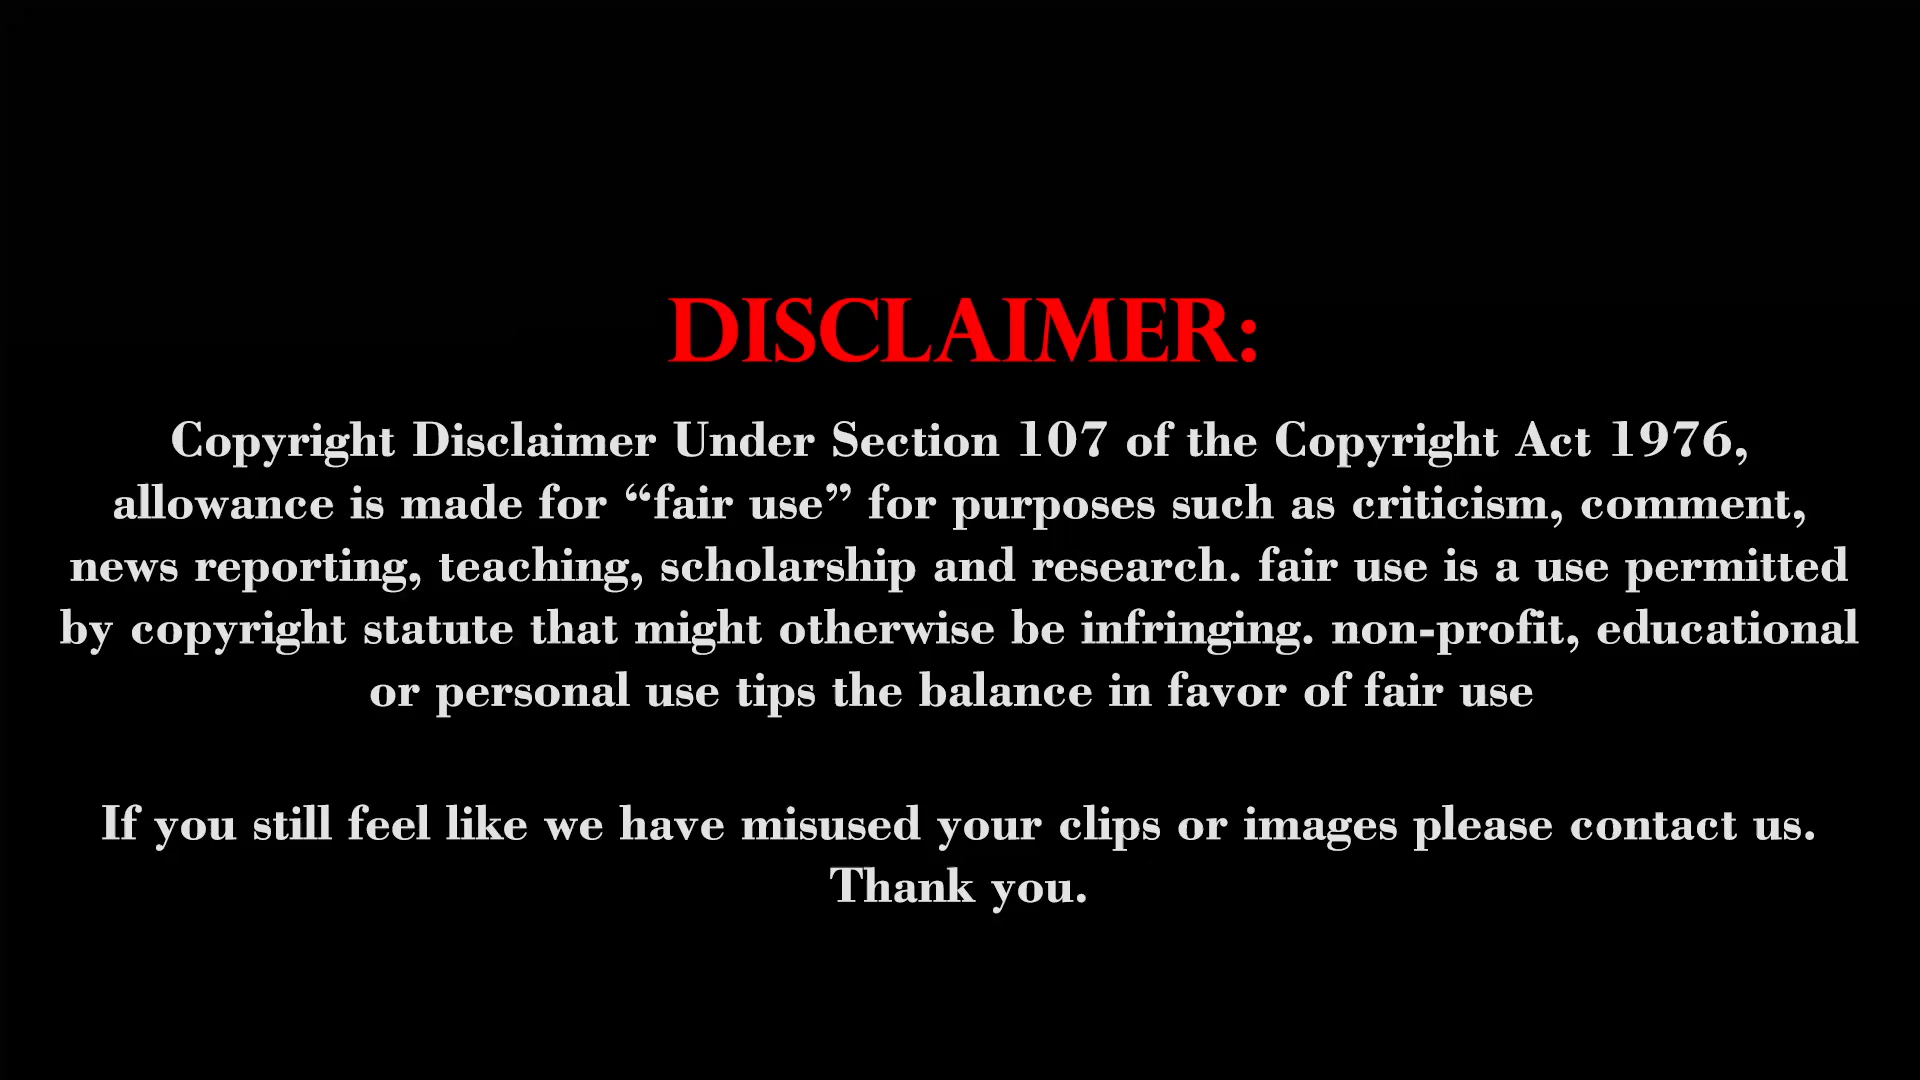 DISCLAIMER:
Copyright Disclaimer Under Section 107 of the Copyright Act 1976,
allowance is made for “fair use” for purposes such as criticism, comment,
news reporting, teaching, scholarship and research. fair use is a use permitted
by copyright statute that might otherwise be infringing. non-profit, educational
or personal use tips the balance in favor of fair use
If you still feel like we have misused your clips or images please contact us.
Thank you.